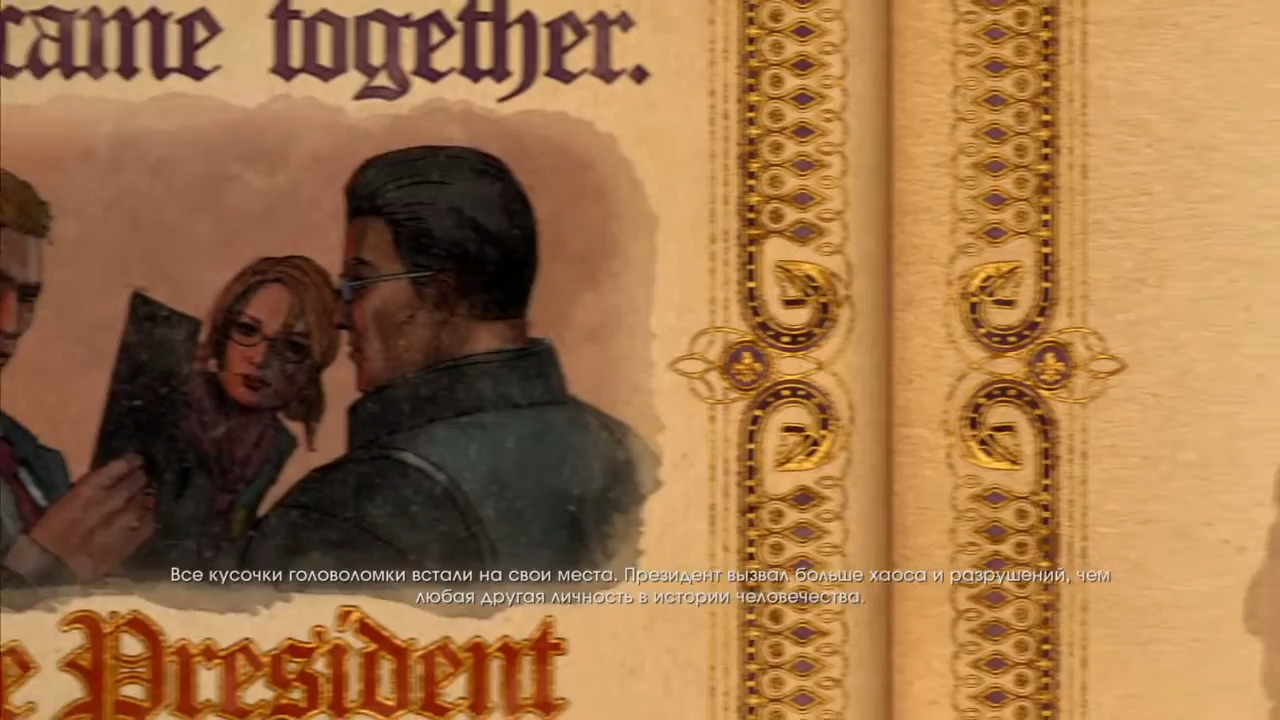 came together.
Все кусочки головоломки встали на свои места. Президент вызвал больше хаоса и разрушений, чем
любая другая личность в истории человечества.
President